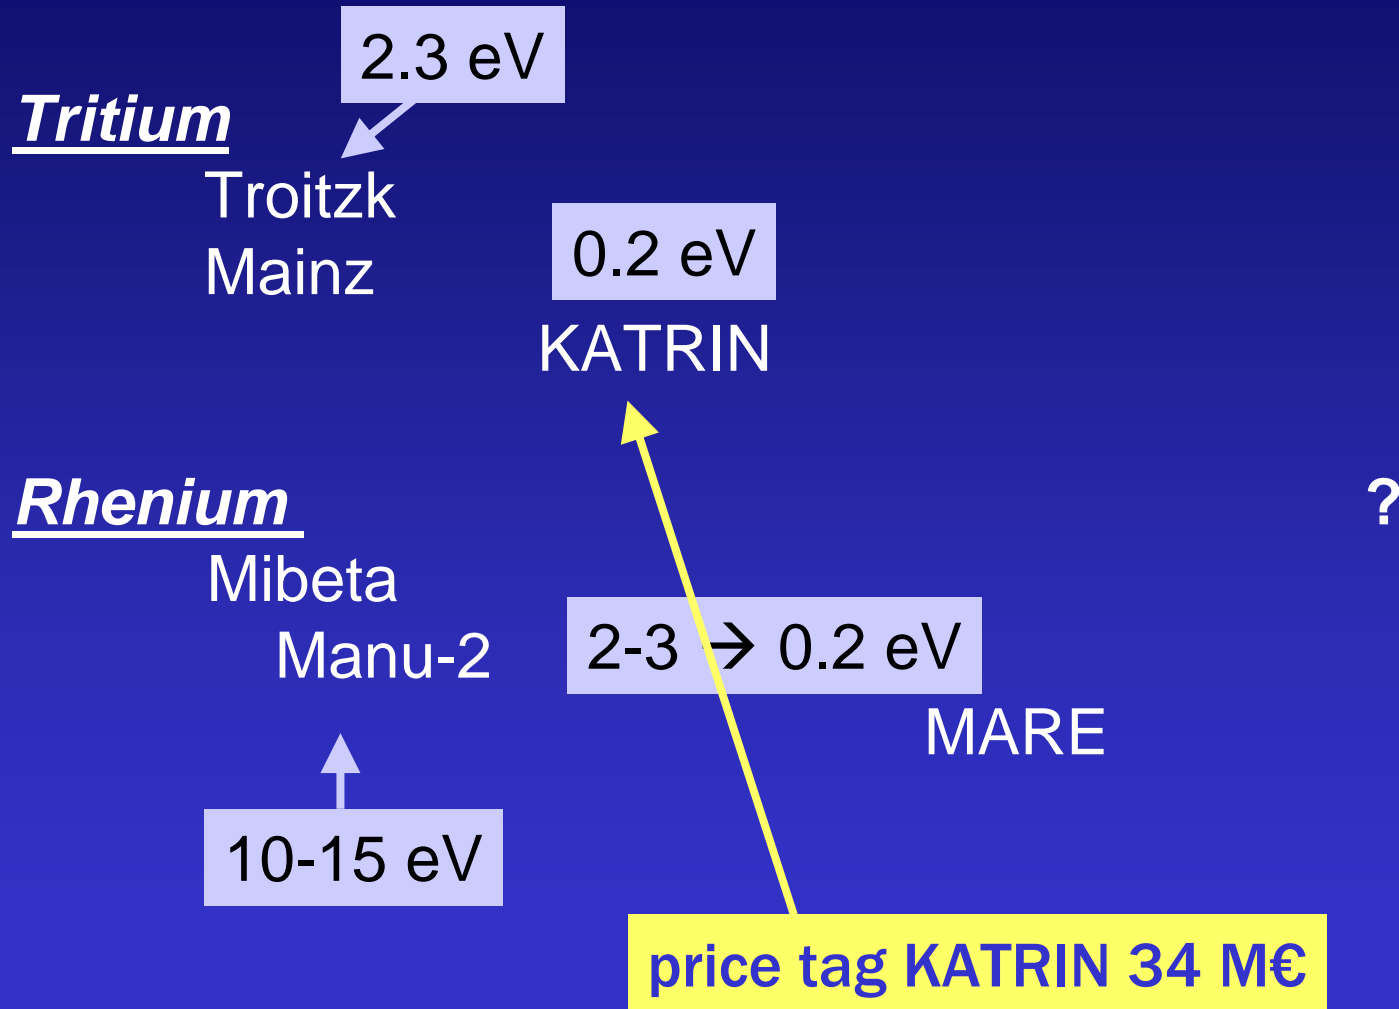 2.3 eV
Tritium
Troitzk
Mainz
0.2 eV
KATRIN
Rhenium
?
Mibeta
Manu-2
2-3 → 0.2 eV
MARE
10-15 eV
price tag KATRIN 34 M€